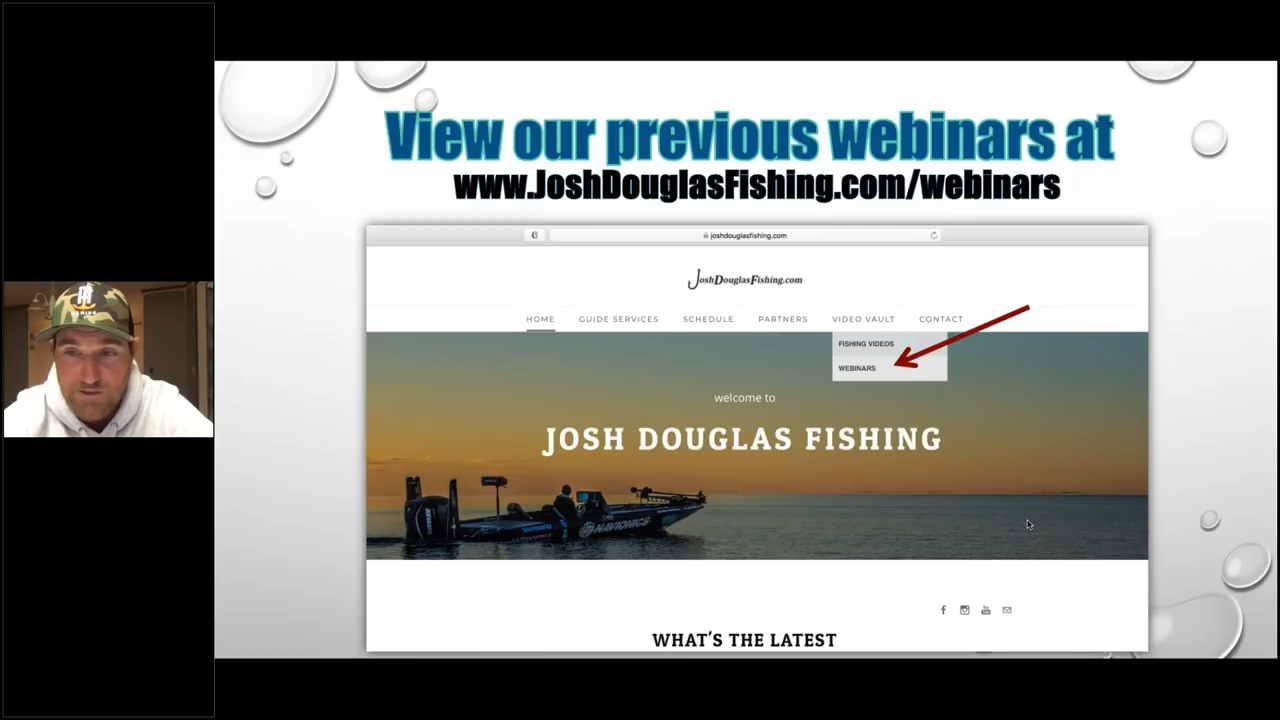 View our previous webinars at
www.JoshDouglasFishing.com/webinars
joshdouglasfishing.com
JoshDouglasFishing.com
HOME GUIDE SERVICES SCHEDULE PARTNERS VIDEO VAULT CONTACT
FISHING VIDEOS
WEBINARS
welcome to
JOSH DOUGLAS FISHING
NAVIONICS
WHAT'S THE LATEST